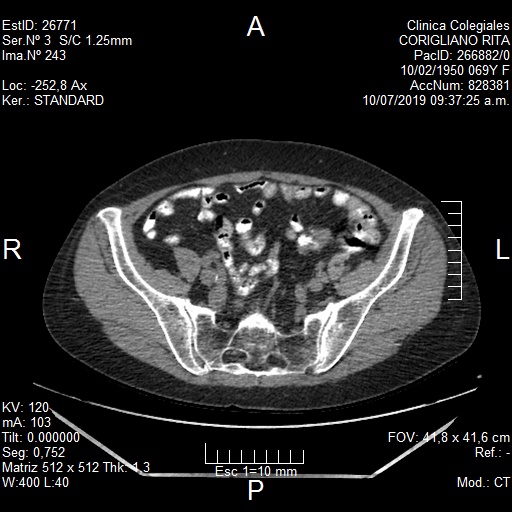 EstID: 26771
Ser.Nº 3 S/C 1.25mm
Ima.Nº 243
Loc: -252,8 Ax
Ker.: STANDARD
A
Clinica Colegiales
CORIGLIANO RITA
PacID: 266882/0
10/02/1950 069Y F
AccNum: 828381
10/07/2019 09:37:25 a.m.
R
L
KV: 120
mA: 103
Tilt: 0.000000
Seg: 0,752
Matriz 512 x 512 Thk: 1.3
W:400 L:40
Esc 1=10 mm
P
FOV: 41,8 x 41,6 cm
Ref.: -
Mod.: CT